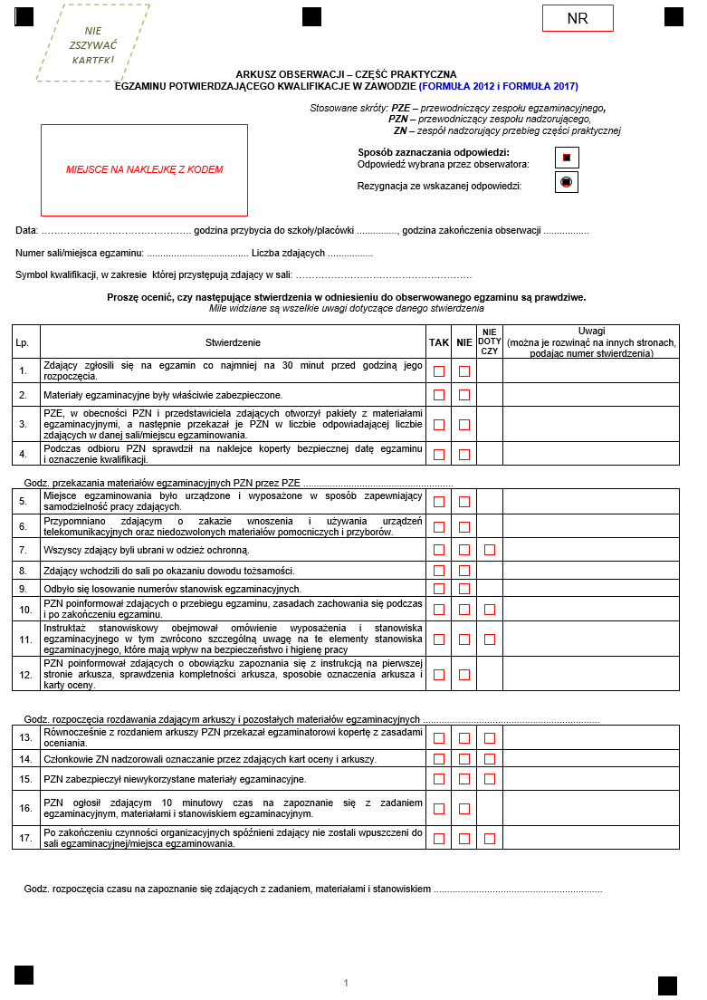 NIE
ZSZYWAĆ
KARTEK!
NR
ARKUSZ OBSERWACJI – CZĘŚĆ PRAKTYCZNA
EGZAMINU POTWIERDZAJĄCEGO KWALIFIKACJE W ZAWODZIE (FORMUŁA 2012 i FORMUŁA 2017)
Stosowane skróty: PZE – przewodniczący zespołu egzaminacyjnego,
PZN – przewodniczący zespołu nadzorującego,
ZN – zespół nadzorujący przebieg części praktycznej
MIEJSCE NA NAKLEJKĘ Z KODEM
Sposób zaznaczania odpowiedzi:
Odpowiedź wybrana przez obserwatora:
Rezygnacja ze wskazanej odpowiedzi:
Data: ………………………………………. godzina przybycia do szkoły/placówki ..............., godzina zakończenia obserwacji .................
Numer sali/miejsca egzaminu: ...................................... Liczba zdających .................
Symbol kwalifikacji, w zakresie której przystępują zdający w sali: …………………………………………….
Proszę ocenić, czy następujące stwierdzenia w odniesieniu do obserwowanego egzaminu są prawdziwe.
Mile widziane są wszelkie uwagi dotyczące danego stwierdzenia
Lp. Stwierdzenie TAK NIE NIE DOTY CZY Uwagi
(można je rozwinąć na innych stronach,
podając numer stwierdzenia)
1. Zdający zgłosili się na egzamin co najmniej na 30 minut przed godziną jego
rozpoczęcia.
2. Materiały egzaminacyjne były właściwie zabezpieczone.
3. PZE, w obecności PZN i przedstawiciela zdających otworzył pakiety z materiałami
egzaminacyjnymi, a następnie przekazał je PZN w liczbie odpowiadającej liczbie
zdających w danej sali/miejscu egzaminowania.
4. Podczas odbioru PZN sprawdził na naklejce koperty bezpiecznej datę egzaminu
i oznaczenie kwalifikacji.
Godz. przekazania materiałów egzaminacyjnych PZN przez PZE .........................................................
5. Miejsce egzaminowania było urządzone i wyposażone w sposób zapewniający
samodzielność pracy zdających.
6. Przypomniano zdającym o zakazie wnoszenia i używania urządzeń
telekomunikacyjnych oraz niedozwolonych materiałów pomocniczych i przyborów.
7. Wszyscy zdający byli ubrani w odzież ochronną.
8. Zdający wchodzili do sali po okazaniu dowodu tożsamości.
9. Odbyło się losowanie numerów stanowisk egzaminacyjnych.
10. PZN poinformował zdających o przebiegu egzaminu, zasadach zachowania się podczas
i po zakończeniu egzaminu.
11. Instruktaż stanowiskowy obejmował omówienie wyposażenia i stanowiska
egzaminacyjnego w tym zwrócono szczególną uwagę na te elementy stanowiska
egzaminacyjnego, które mają wpływ na bezpieczeństwo i higienę pracy
12. PZN poinformował zdających o obowiązku zapoznania się z instrukcją na pierwszej
stronie arkusza, sprawdzenia kompletności arkusza, sposobie oznaczenia arkusza i
karty oceny.
Godz. rozpoczęcia rozdawania zdającym arkuszy i pozostałych materiałów egzaminacyjnych ...................................................................
13. Równocześnie z rozdaniem arkuszy PZN przekazał egzaminatorowi kopertę z zasadami
oceniania.
14. Członkowie ZN nadzorowali oznaczanie przez zdających kart oceny i arkuszy.
15. PZN zabezpieczył niewykorzystane materiały egzaminacyjne.
16. PZN ogłosił zdającym 10 minutowy czas na zapoznanie się z zadaniem
egzaminacyjnym, materiałami i stanowiskiem egzaminacyjnym.
17. Po zakończeniu czynności organizacyjnych spóźnieni zdający nie zostali wpuszczeni do
sali egzaminacyjnej/miejsca egzaminowania.
Godz. rozpoczęcia czasu na zapoznanie się zdających z zadaniem, materiałami i stanowiskiem ................................................................
1